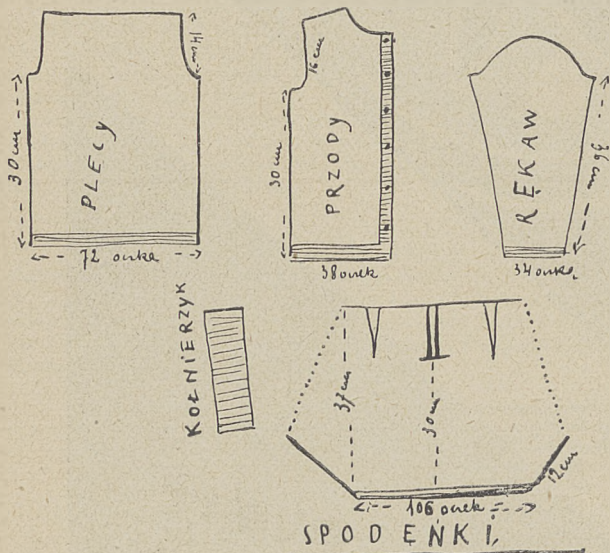 14 cm
30 cm
PLECY
72 oczka
16 cm
30 cm
PRZODY
38 oczek
RĘKAW
36 cm
34 oczka
KOŁNIERZYK
37 cm
30 cm
12 cm
106 oczek
SPODEŃKI.